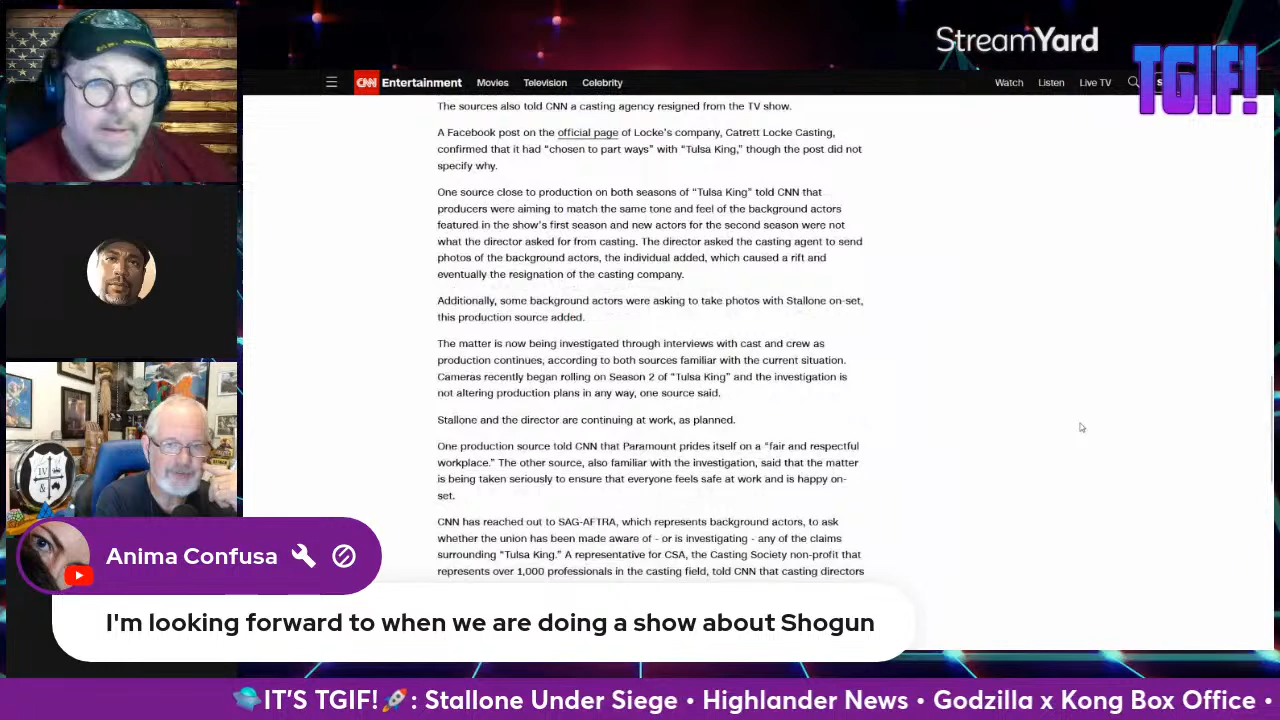 StreamYard
TGIF!
CNN Entertainment Movies Television Celebrity Watch Listen Live TV
The sources also told CNN a casting agency resigned from the TV show.
A Facebook post on the official page of Locke's company, Catrett Locke Casting,
confirmed that it had “chosen to part ways” with “Tulsa King,” though the post did not
specify why.
One source close to production on both seasons of “Tulsa King” told CNN that
producers were aiming to match the same tone and feel of the background actors
featured in the show's first season and new actors for the second season were not
what the director asked for from casting. The director asked the casting agent to send
photos of the background actors, the individual added, which caused a rift and
eventually the resignation of the casting company.
Additionally, some background actors were asking to take photos with Stallone on-set,
this production source added.
The matter is now being investigated through interviews with cast and crew as
production continues, according to both sources familiar with the current situation.
Cameras recently began rolling on Season 2 of “Tulsa King” and the investigation is
not altering production plans in any way, one source said.
Stallone and the director are continuing at work, as planned.
One production source told CNN that Paramount prides itself on a “fair and respectful
workplace.” The other source, also familiar with the investigation, said that the matter
is being taken seriously to ensure that everyone feels safe at work and is happy on-
set.
CNN has reached out to SAG-AFTRA, which represents background actors, to ask
whether the union has been made aware of - or is investigating - any of the claims
surrounding “Tulsa King.” A representative for CSA, the Casting Society non-profit that
represents over 1,000 professionals in the casting field, told CNN that casting directors
IV
&
Anima Confusa
I'm looking forward to when we are doing a show about Shogun
IT'S TGIF! : Stallone Under Siege • Highlander News • Godzilla x Kong Box Office •